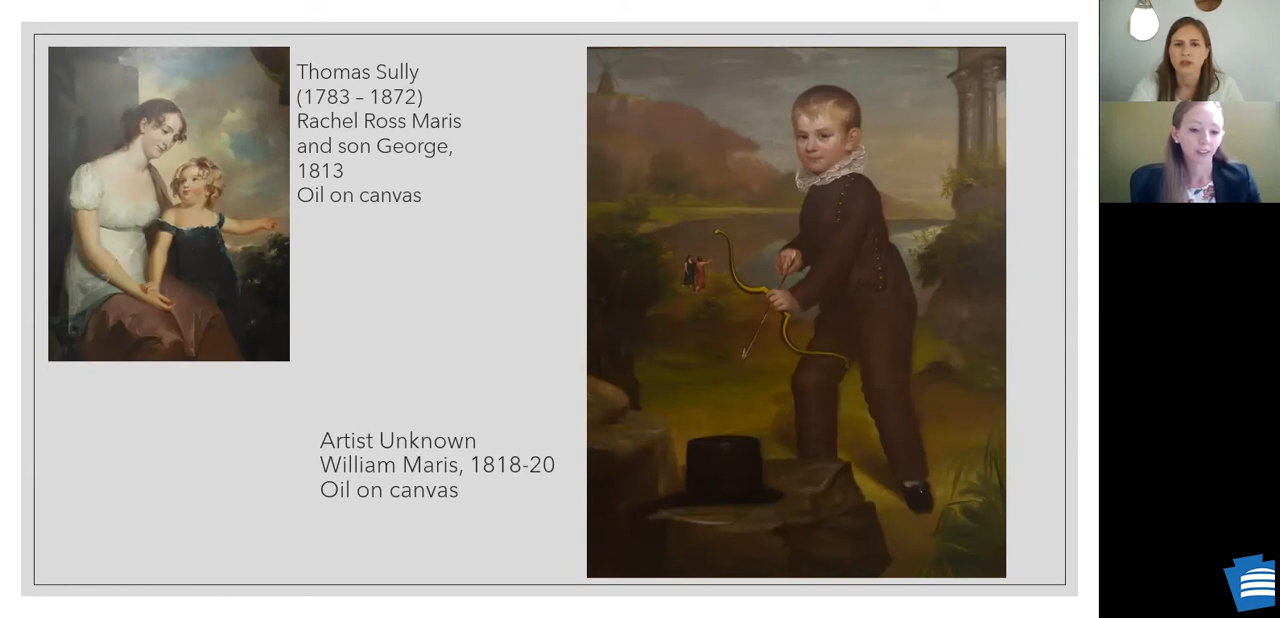 Thomas Sully
(1783 – 1872)
Rachel Ross Maris
and son George,
1813
Oil on canvas
Artist Unknown
William Maris, 1818-20
Oil on canvas